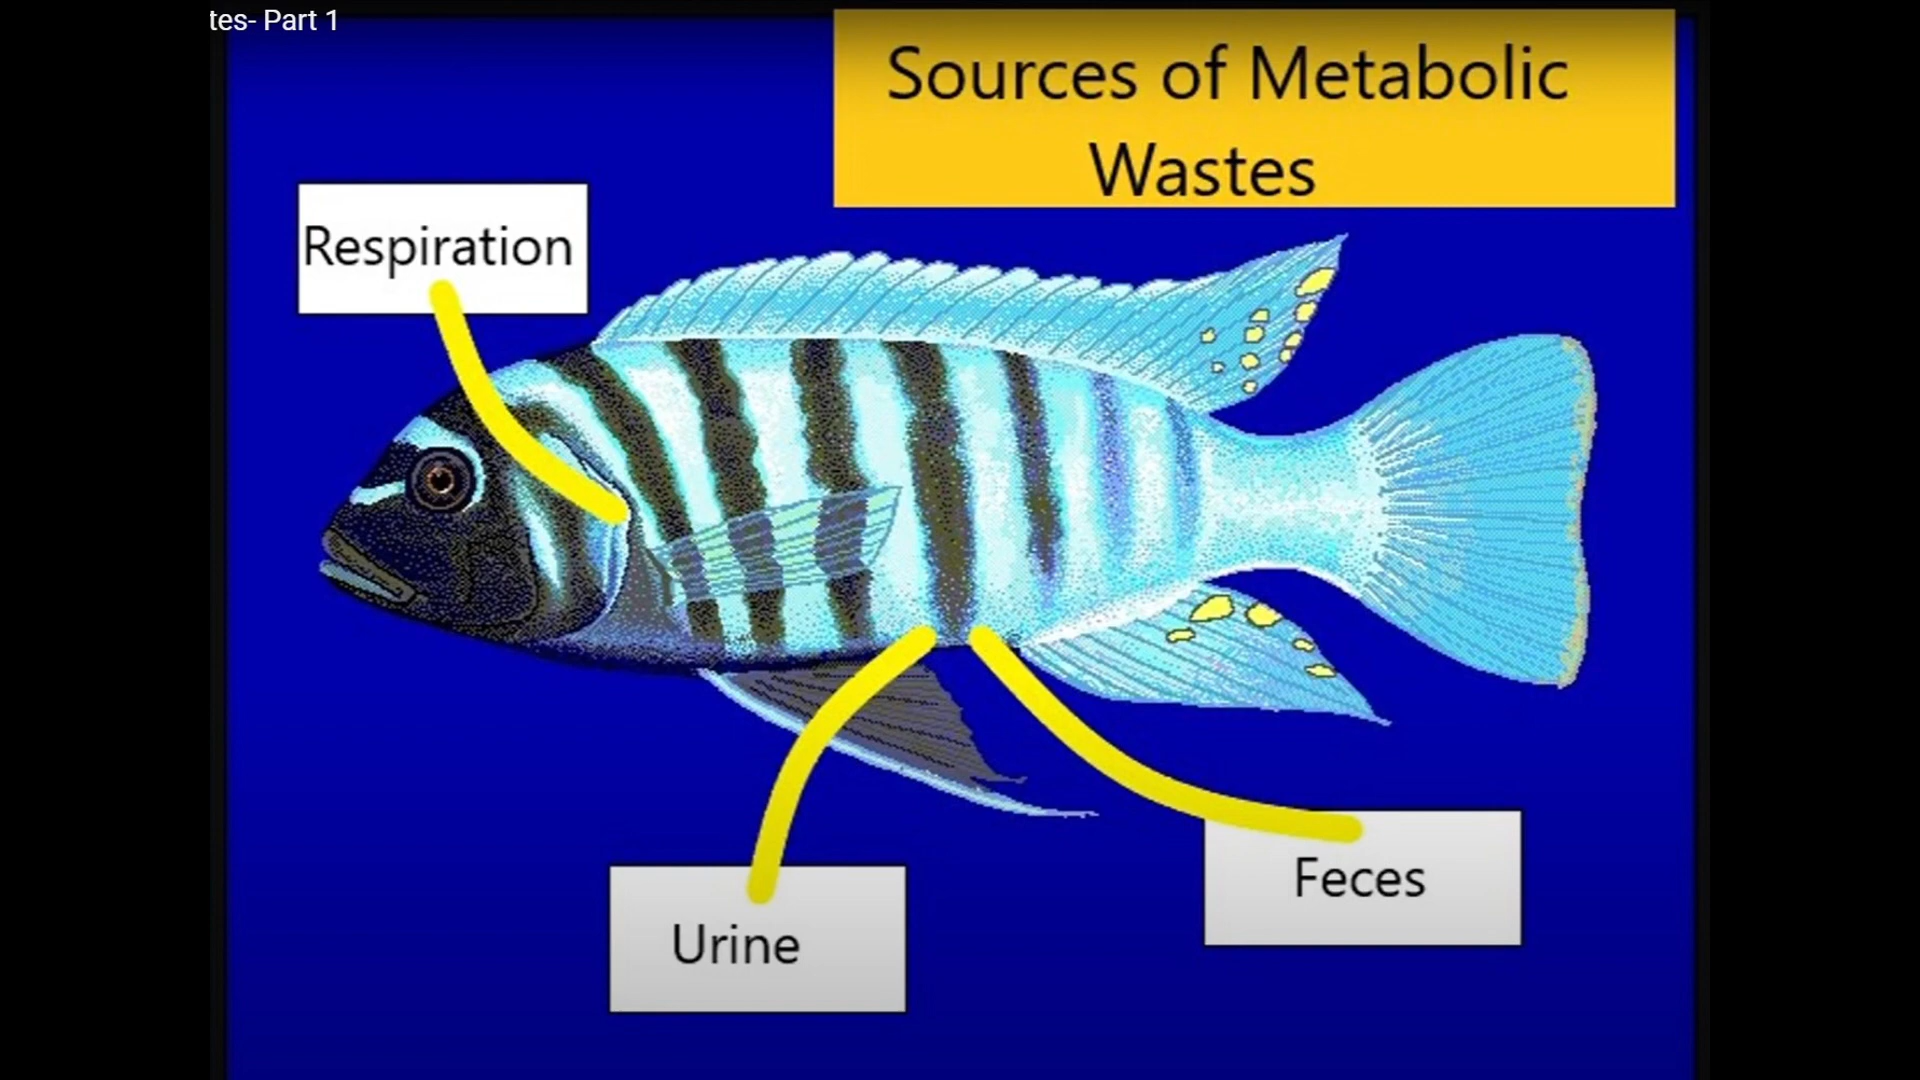 tes- Part 1
Sources of Metabolic
Wastes
Respiration
Urine
Feces